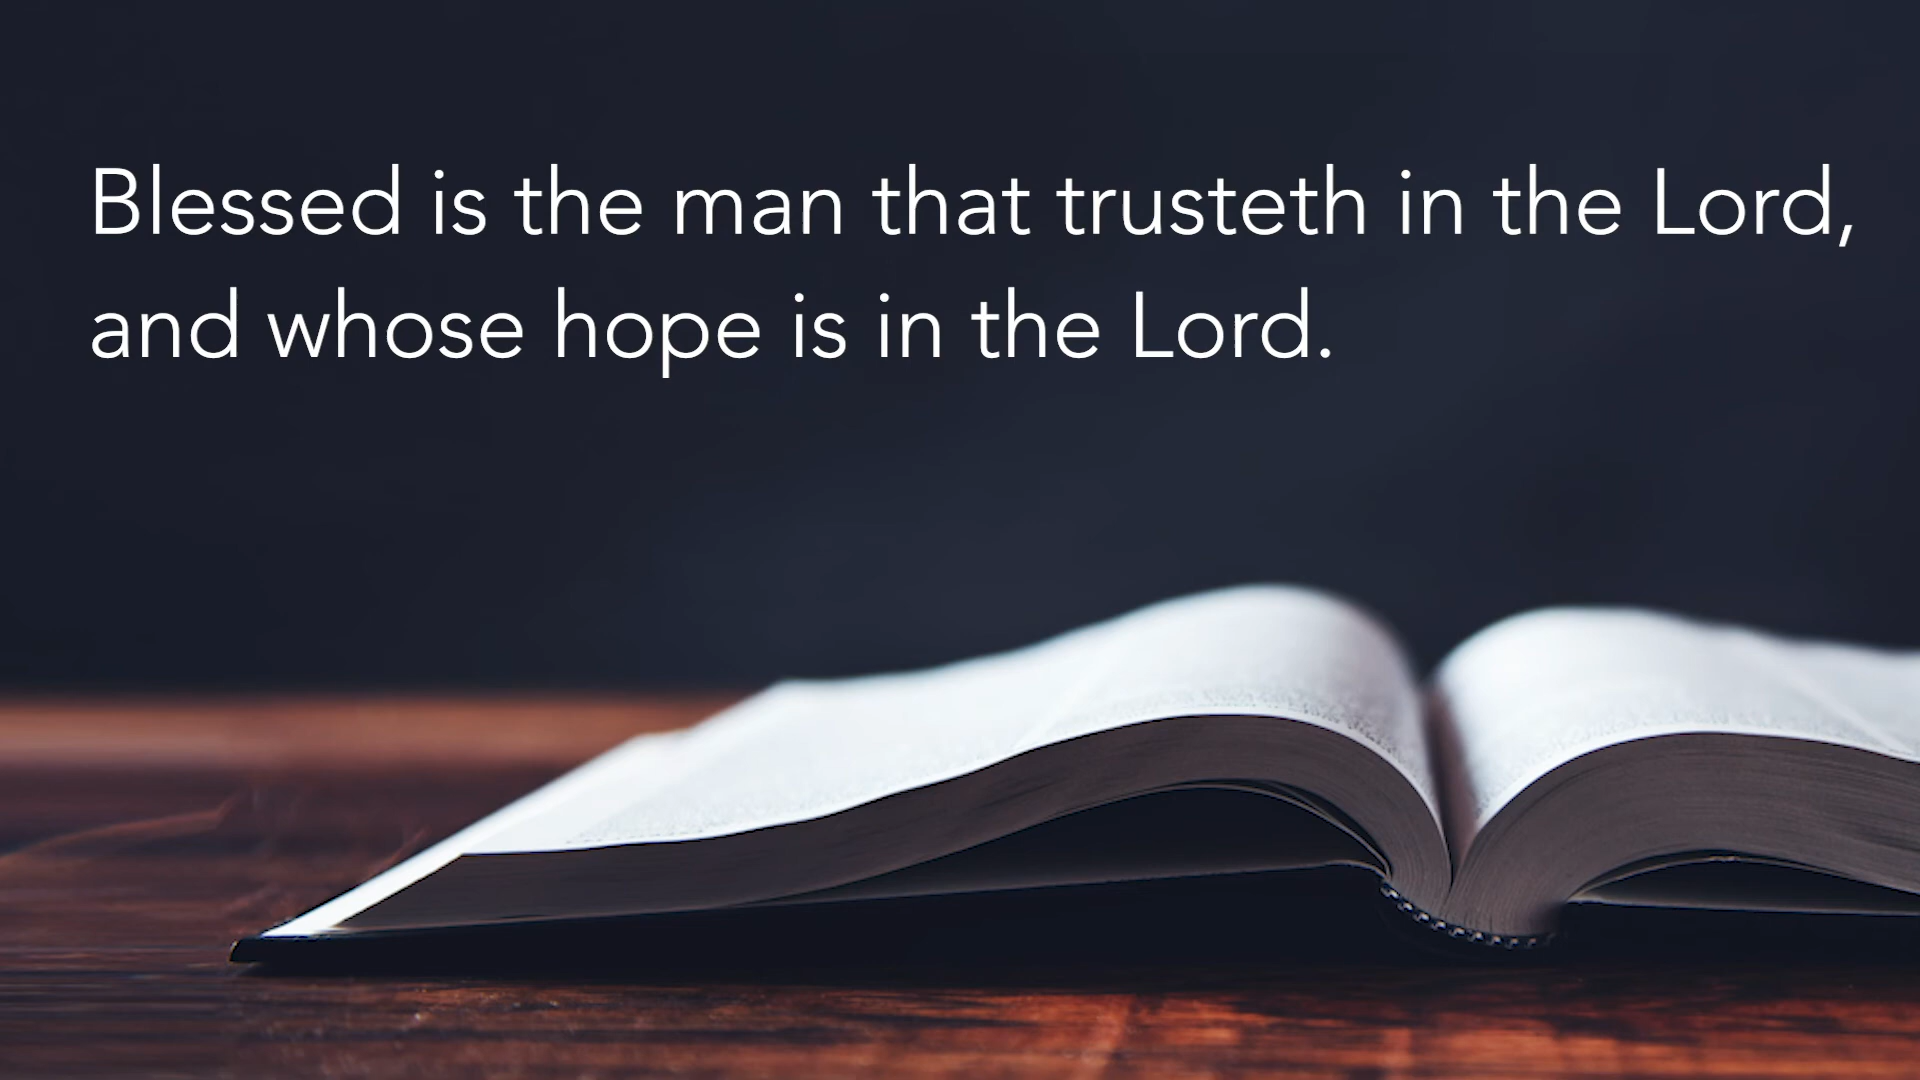 Blessed is the man that trusteth in the Lord,
and whose hope is in the Lord.